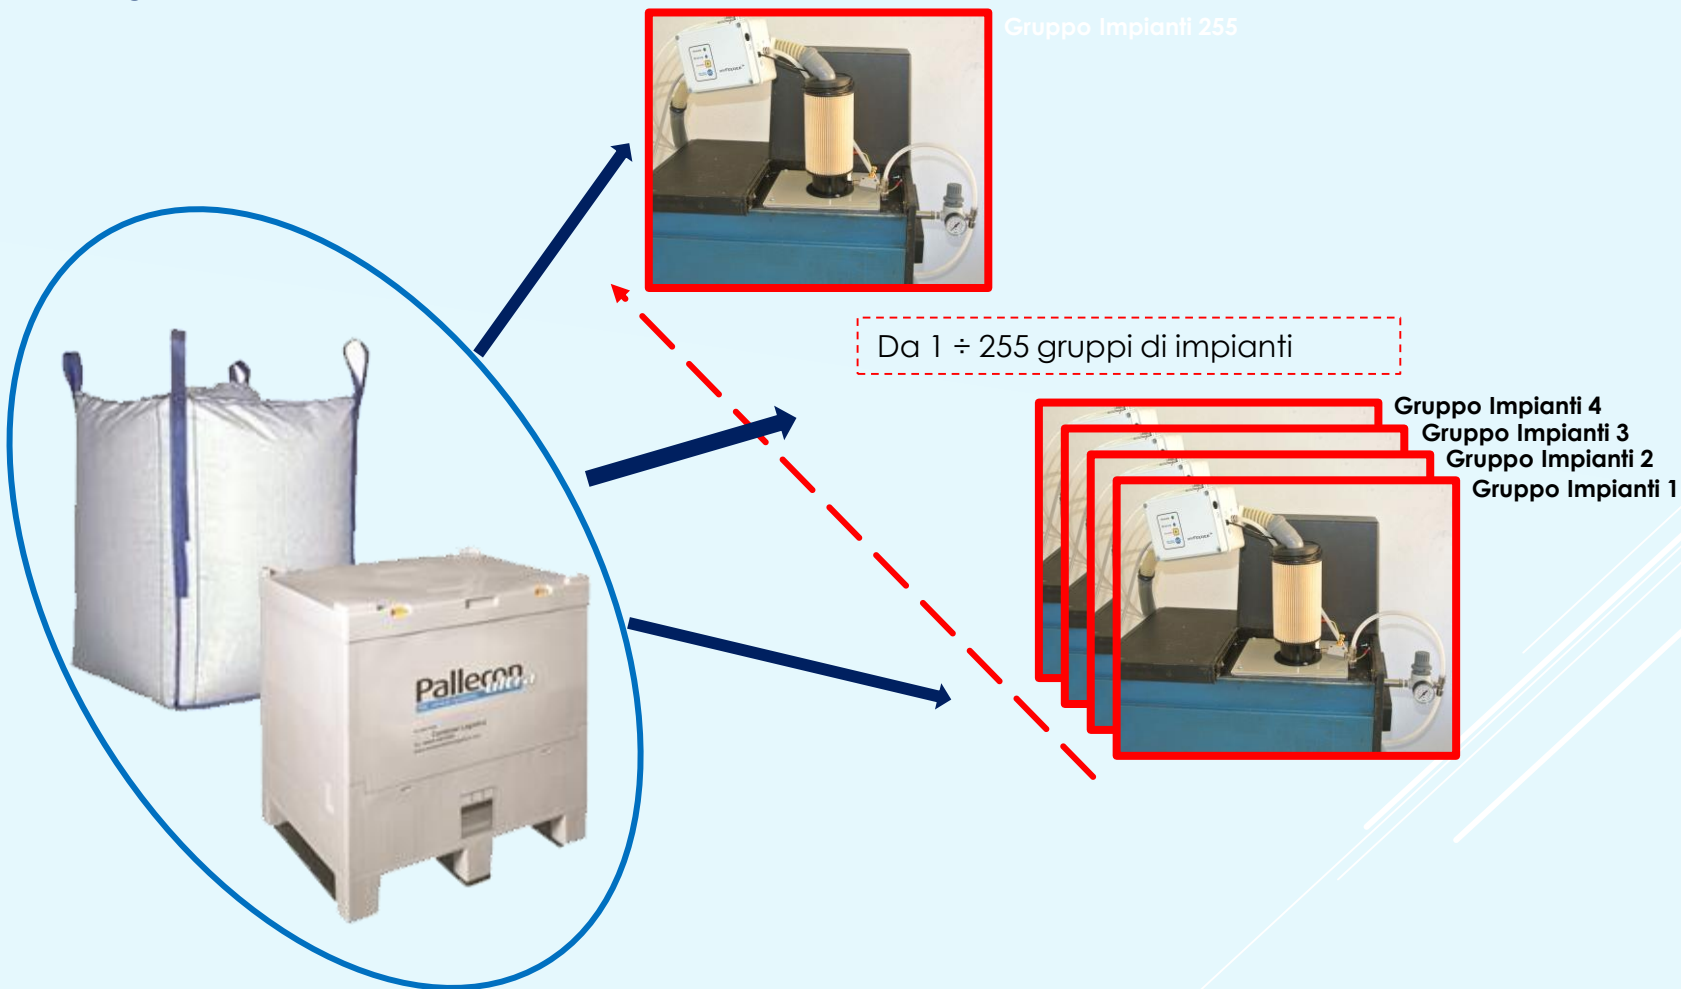 Gruppo Impianti 255
Da 1 ÷ 255 gruppi di impianti
Gruppo Impianti 4
Gruppo Impianti 3
Gruppo Impianti 2
Gruppo Impianti 1
Pallecon